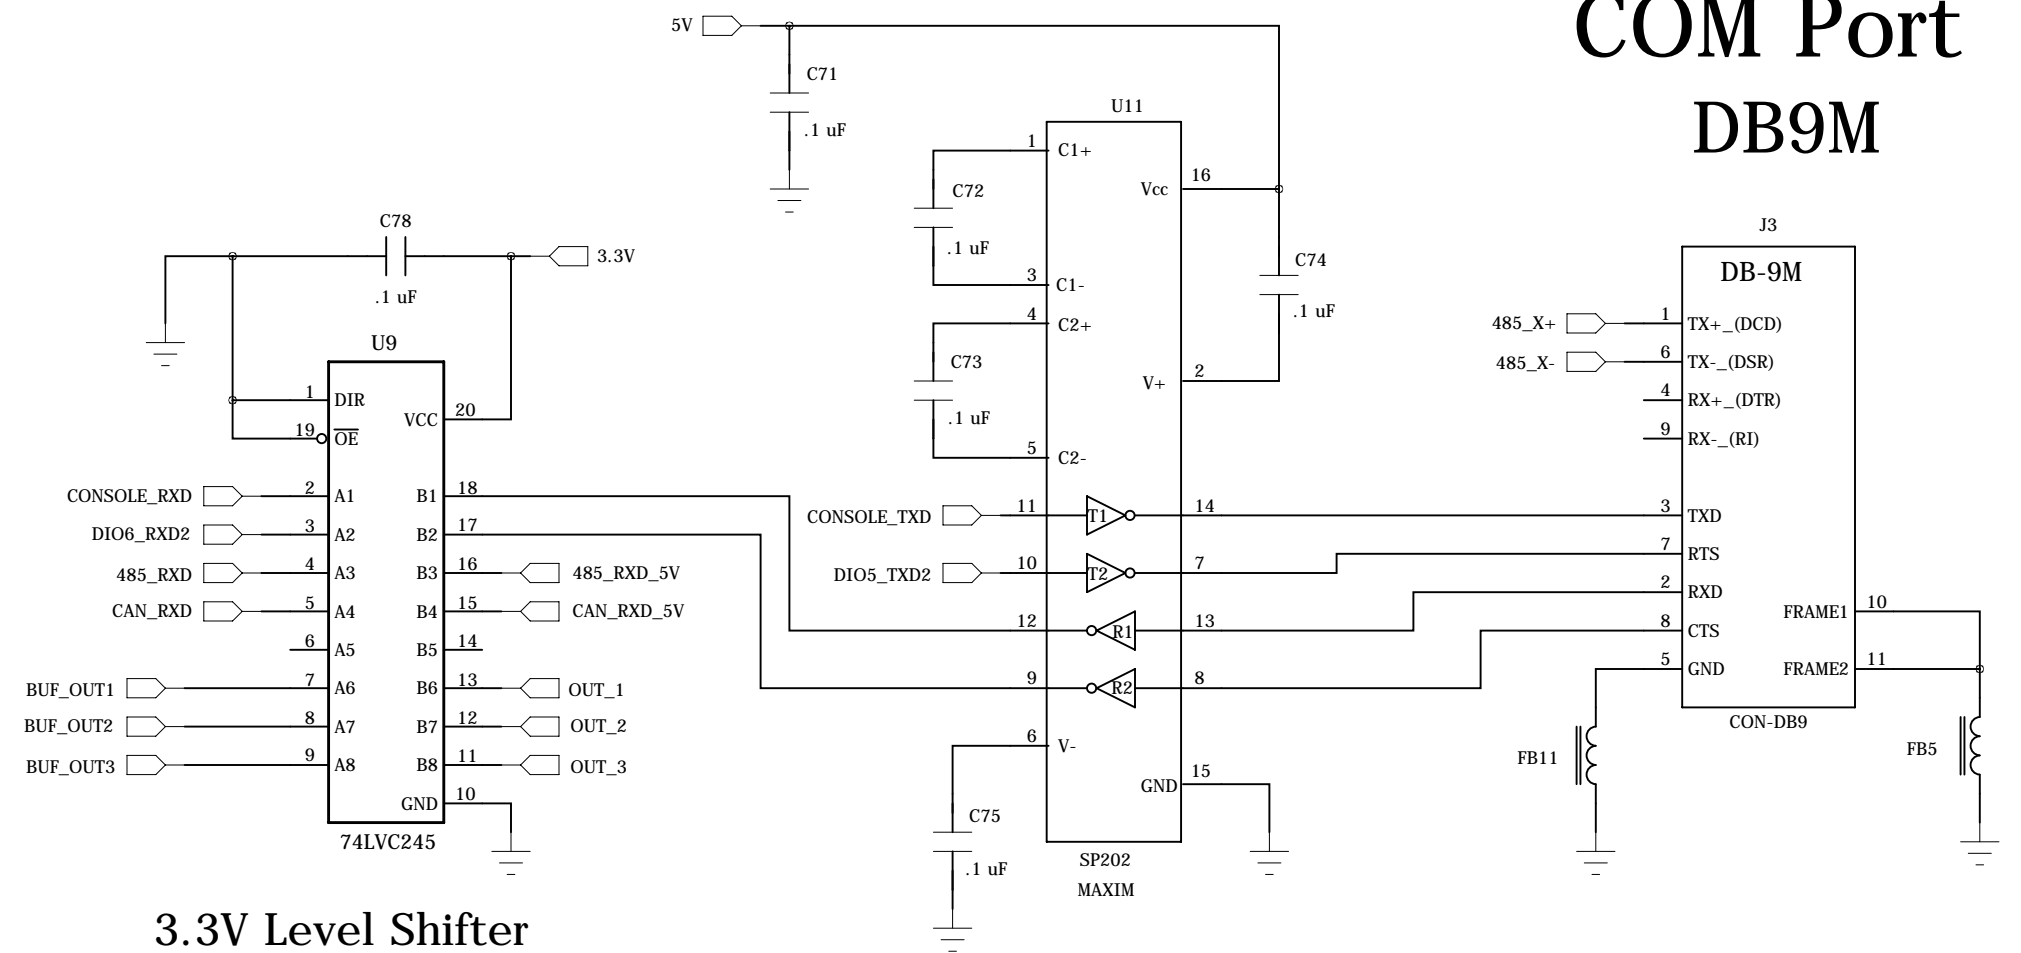 COM Port
DB9M
5V
C71
.1 uF
U11
1 C1+
C72
.1 uF
3 C1-
4 C2+
C73
.1 uF
5 C2-
Vcc 16
C74
.1 uF
V+ 2
CONSOLE_TXD 11 T1 14
DIO5_TXD2 10 T2 7
12 R1 13
9 R2 8
6 V-
C75
.1 uF
GND 15
SP202
MAXIM
C78
.1 uF
3.3V
U9
1 DIR
19 OE
VCC 20
CONSOLE_RXD 2 A1 B1 18
DIO6_RXD2 3 A2 B2 17
485_RXD 4 A3 B3 16 485_RXD_5V
CAN_RXD 5 A4 B4 15 CAN_RXD_5V
6 A5 B5 14
BUF_OUT1 7 A6 B6 13 OUT_1
BUF_OUT2 8 A7 B7 12 OUT_2
BUF_OUT3 9 A8 B8 11 OUT_3
GND 10
74LVC245
3.3V Level Shifter
J3
DB-9M
485_X+ 1 TX+_(DCD)
485_X- 6 TX-_(DSR)
4 RX+_(DTR)
9 RX-_(RI)
3 TXD
7 RTS
2 RXD
8 CTS
5 GND
FRAME1 10
FRAME2 11
CON-DB9
FB11
FB5